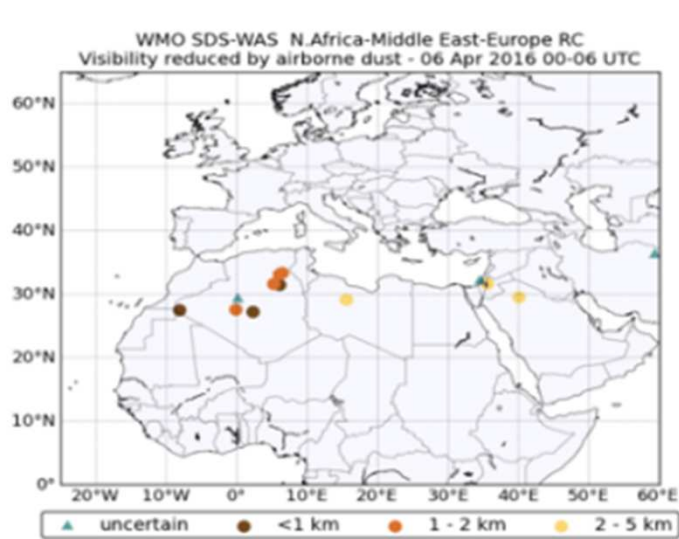 WMO SDS-WAS N.Africa-Middle East-Europe RC
Visibility reduced by airborne dust - 06 Apr 2016 00-06 UTC
60°N
50°N
40°N
30°N
20°N
10°N
0°
20°W 10°W 0° 10°E 20°E 30°E 40°E 50°E 60°E
uncertain <1 km 1 - 2 km 2 - 5 km